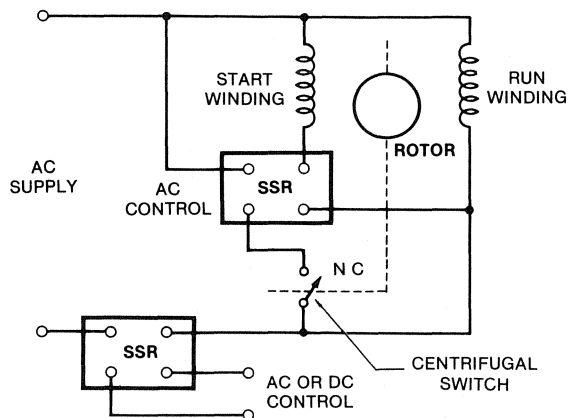 START
WINDING
RUN
WINDING
ROTOR
AC
SUPPLY
AC
CONTROL
SSR
N C
SSR
AC OR DC
CONTROL
CENTRIFUGAL
SWITCH